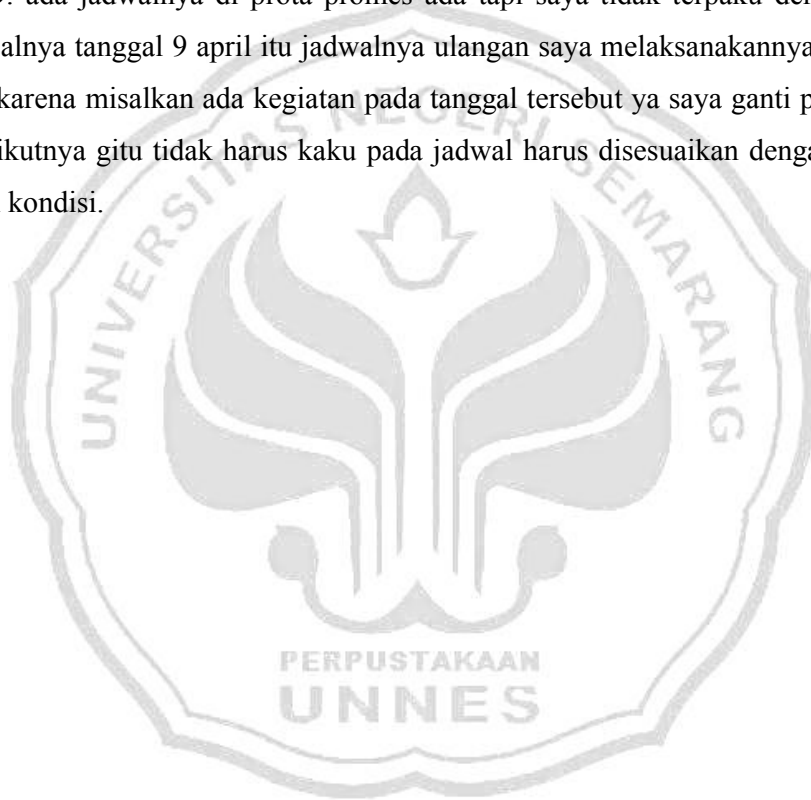 ada jadwalnya di prota promes ada tapi saya tidak terpaku
alnya tanggal 9 april itu jadwalnya ulangan saya melaksanakannya
karena misalkan ada kegiatan pada tanggal tersebut ya saya ganti p
ikutnya gitu tidak harus kaku pada jadwal harus disesuaikan denga
kondisi.
UNIVERSITAS NEGERI SEMARANG
PERPUSTAKAAN
UNNES